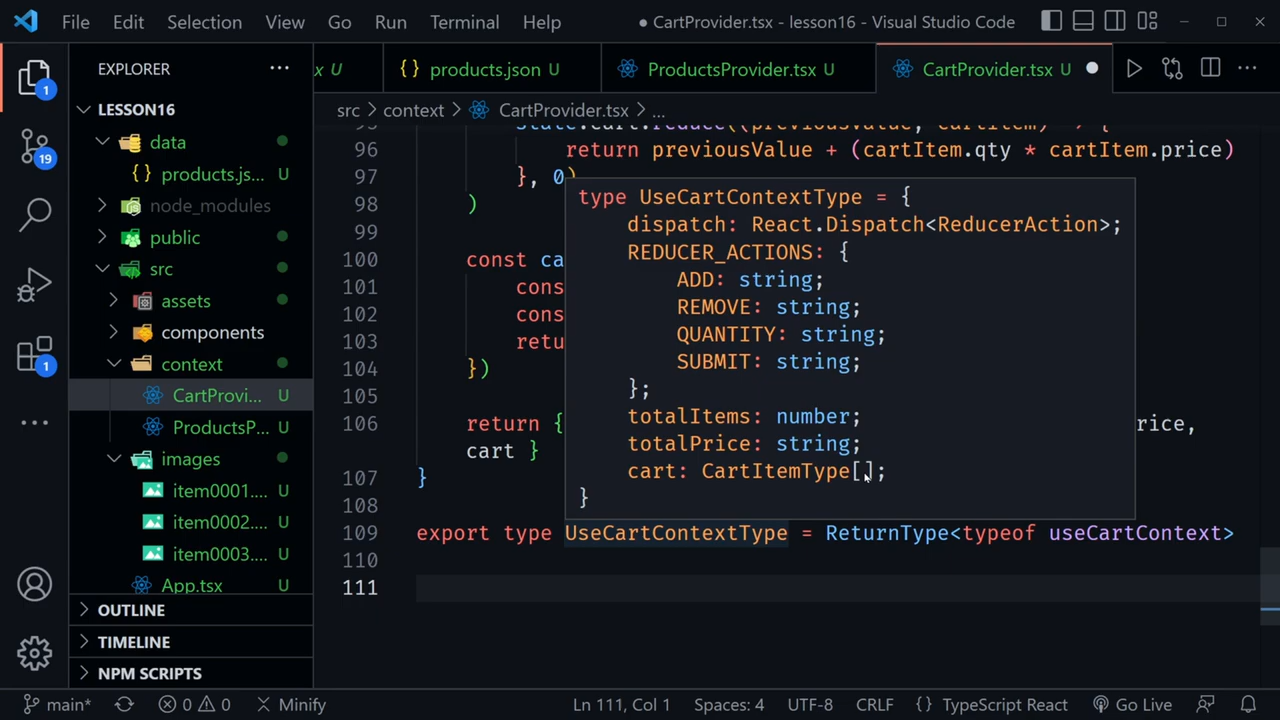 File Edit Selection View Go Run Terminal Help
● CartProvider.tsx - lesson16 - Visual Studio Code
EXPLORER ...
x U
{} products.json U
ProductsProvider.tsx U
CartProvider.tsx U ●
src > context > CartProvider.tsx > ...
LESSON16
data
{} products.js... U
node_modules
public
src
assets
components
context
CartProvi... U
ProductsP... U
images
item0001.... U
item0002.... U
item0003.... U
App.tsx U
OUTLINE
TIMELINE
NPM SCRIPTS
1
19
1
96 return previousValue + (cartItem.qty * cartItem.price)
97 }, 0)
98 )
99
100 const ca
101 cons
102 cons
103 retu
104 })
105
106 return { rice,
cart }
107 }
108
109 export type UseCartContextType = ReturnType<typeof useCartContext>
110
111
type UseCartContextType = {
dispatch: React.Dispatch<ReducerAction>;
REDUCER_ACTIONS: {
ADD: string;
REMOVE: string;
QUANTITY: string;
SUBMIT: string;
};
totalItems: number;
totalPrice: string;
cart: CartItemType[];
}
main* 0 0 Minify Ln 111, Col 1 Spaces: 4 UTF-8 CRLF {} TypeScript React Go Live